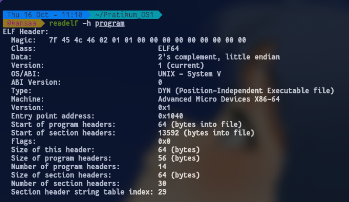 Thu 16 Oct - 11:10 ~/Pratikum_OS1
readelf -h program
ELF Header:
Magic: 7f 45 4c 46 02 01 01 00 00 00 00 00 00 00 00 00
Class: ELF64
Data: 2's complement, little endian
Version: 1 (current)
OS/ABI: UNIX - System V
ABI Version: 0
Type: DYN (Position-Independent Executable file)
Machine: Advanced Micro Devices X86-64
Version: 0x1
Entry point address: 0x1040
Start of program headers: 64 (bytes into file)
Start of section headers: 13592 (bytes into file)
Flags: 0x0
Size of this header: 64 (bytes)
Size of program headers: 56 (bytes)
Number of program headers: 14
Size of section headers: 64 (bytes)
Number of section headers: 30
Section header string table index: 29